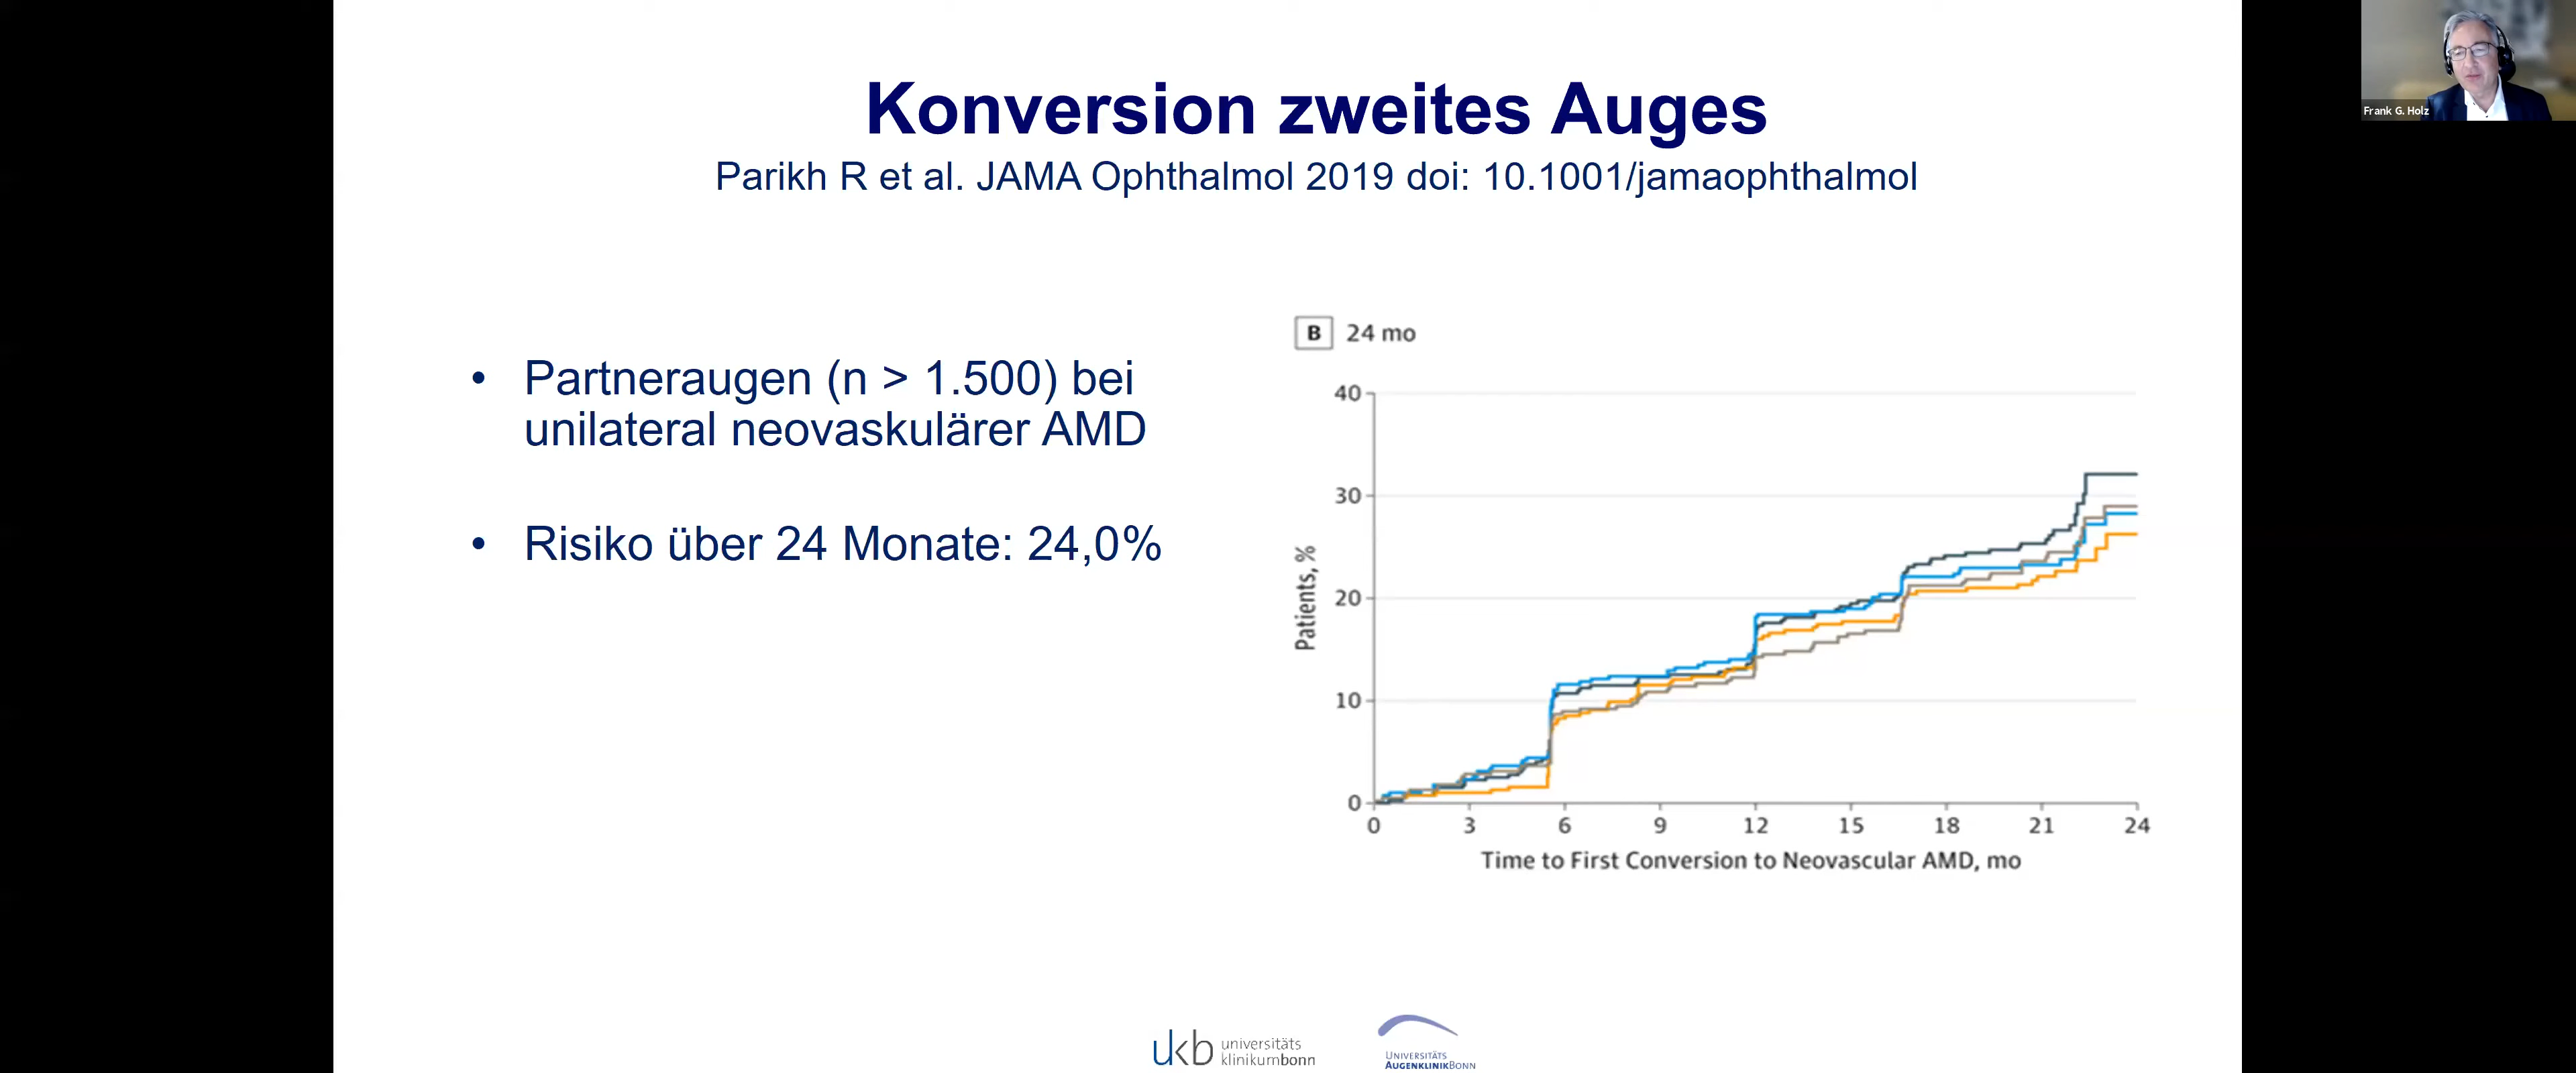 Konversion zweites Auges
Parikh R et al. JAMA Ophthalmol 2019 doi: 10.1001/jamaophthalmol
• Partneraugen (n > 1.500) bei
unilateral neovaskulärer AMD
• Risiko über 24 Monate: 24,0%
B 24 mo
40
30
20
10
0
Patients, %
0 3 6 9 12 15 18 21 24
Time to First Conversion to Neovascular AMD, mo
ukb universitäts
klinikumbonn
UNIVERSITÄTS
AUGENKLINIKBONN
Frank G. Holz